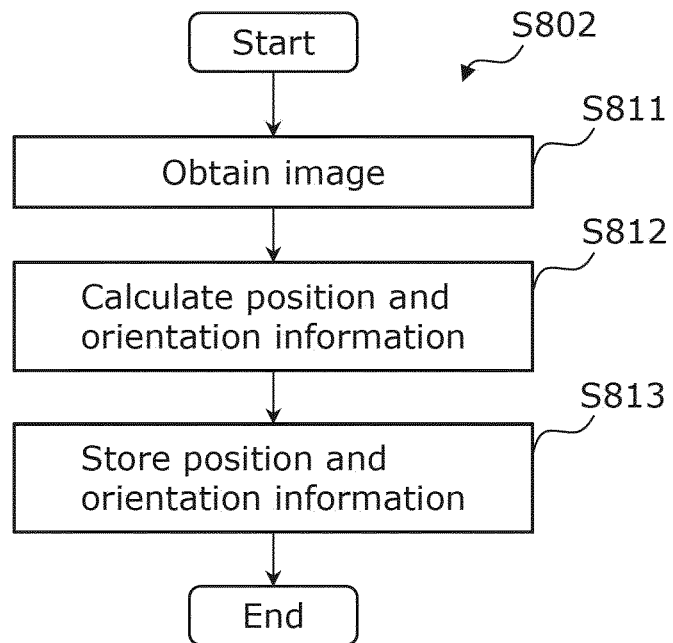 Start
S802
S811
Obtain image
S812
Calculate position and
orientation information
S813
Store position and
orientation information
End